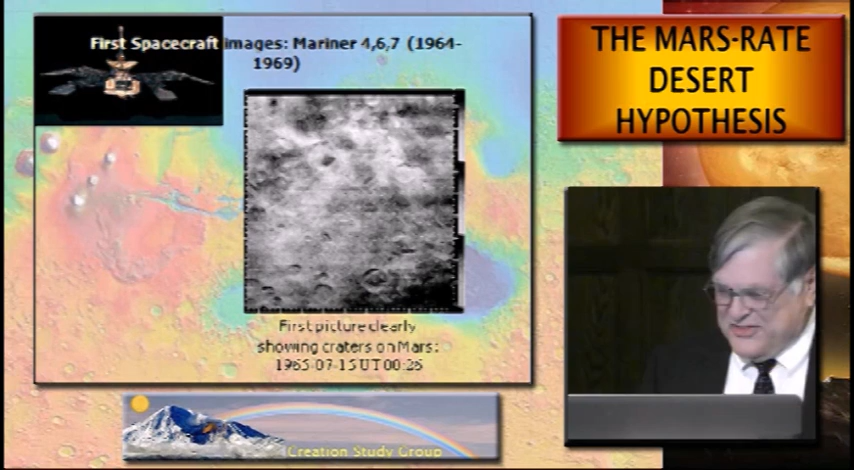 First Spacecraft images: Mariner 4,6,7 (1964-
1969)
First picture clearly
showing craters on Mars:
1965-07-15 UT 00:26
THE MARS-RATE
DESERT
HYPOTHESIS
Creation Study Group